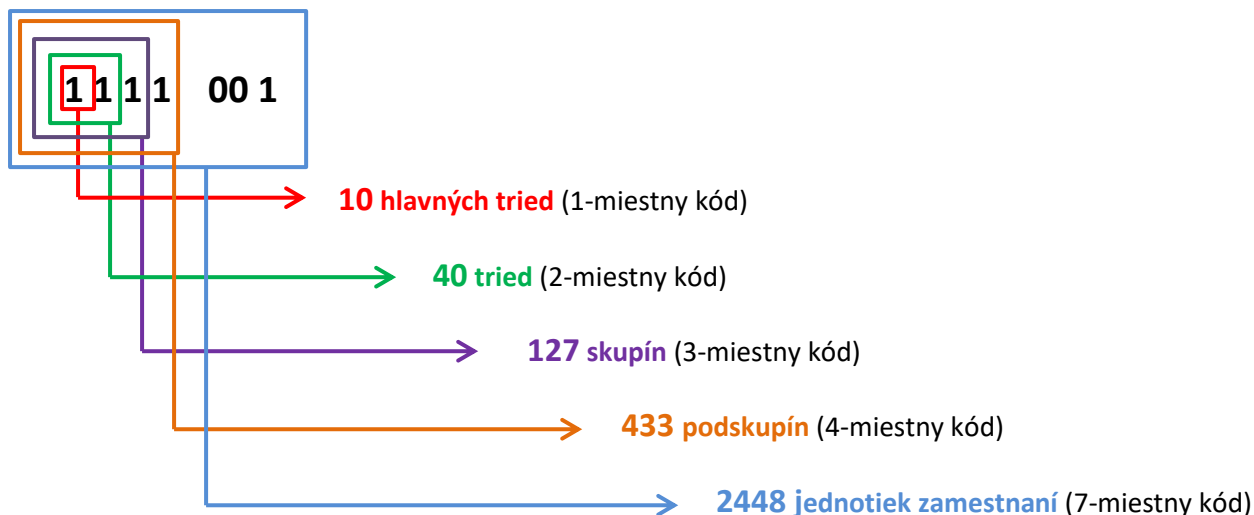 1 1 1 1 00 1
10 hlavných tried (1-miestny kód)
40 tried (2-miestny kód)
127 skupín (3-miestny kód)
433 podskupín (4-miestny kód)
2448 jednotiek zamestnaní (7-miestny kód)